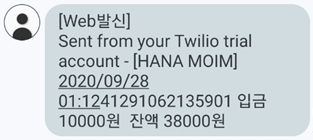 [Web발신]
Sent from your Twilio trial
account - [HANA MOIM]
2020/09/28
01:1241291062135901 입금
10000원  잔액 38000원